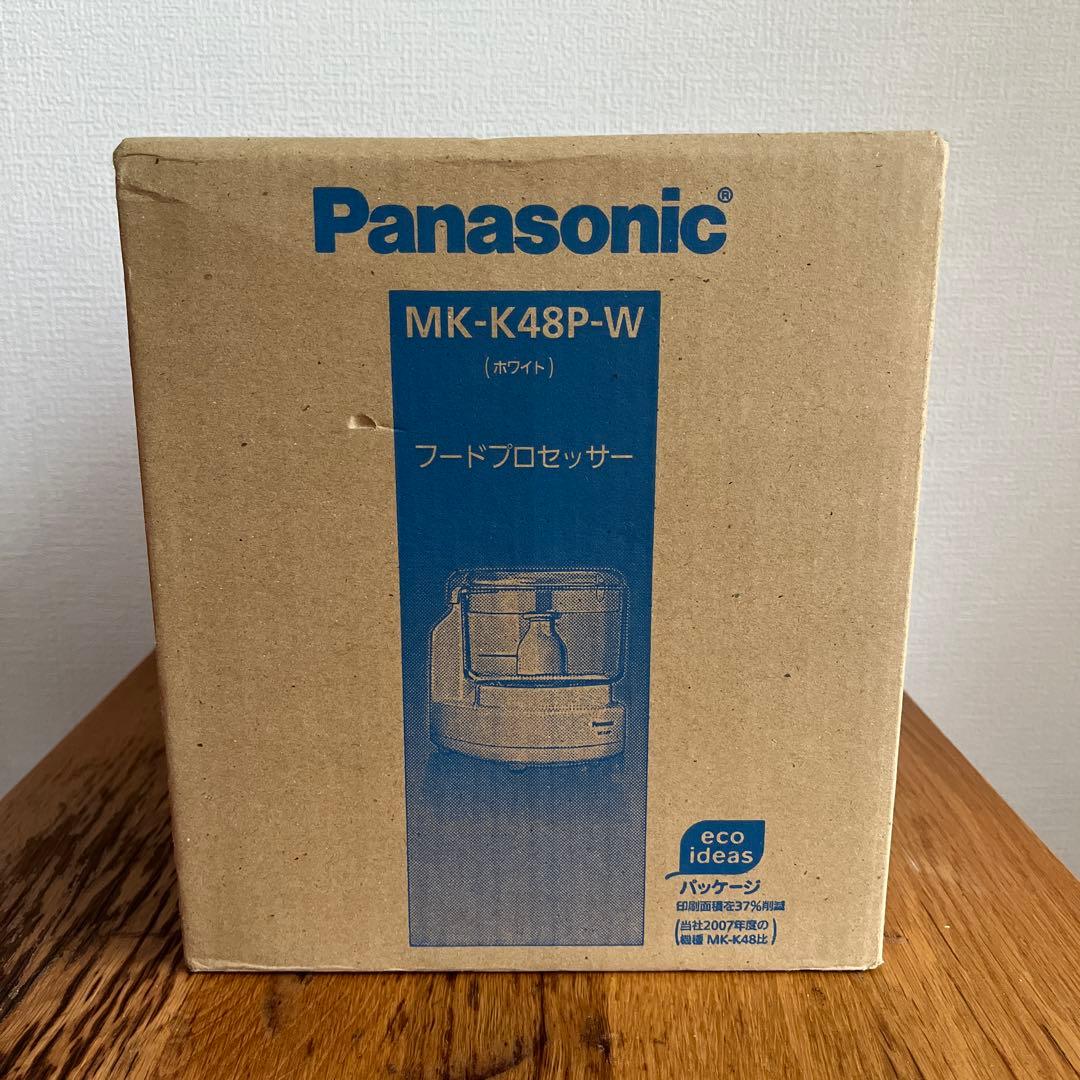 Panasonic®
MK-K48P-W
(ホワイト)
フードプロセッサー
Panasonic
eco
ideas
パッケージ
印刷面積を37%削減
(当社2007年度の
機種 MK-K48比)